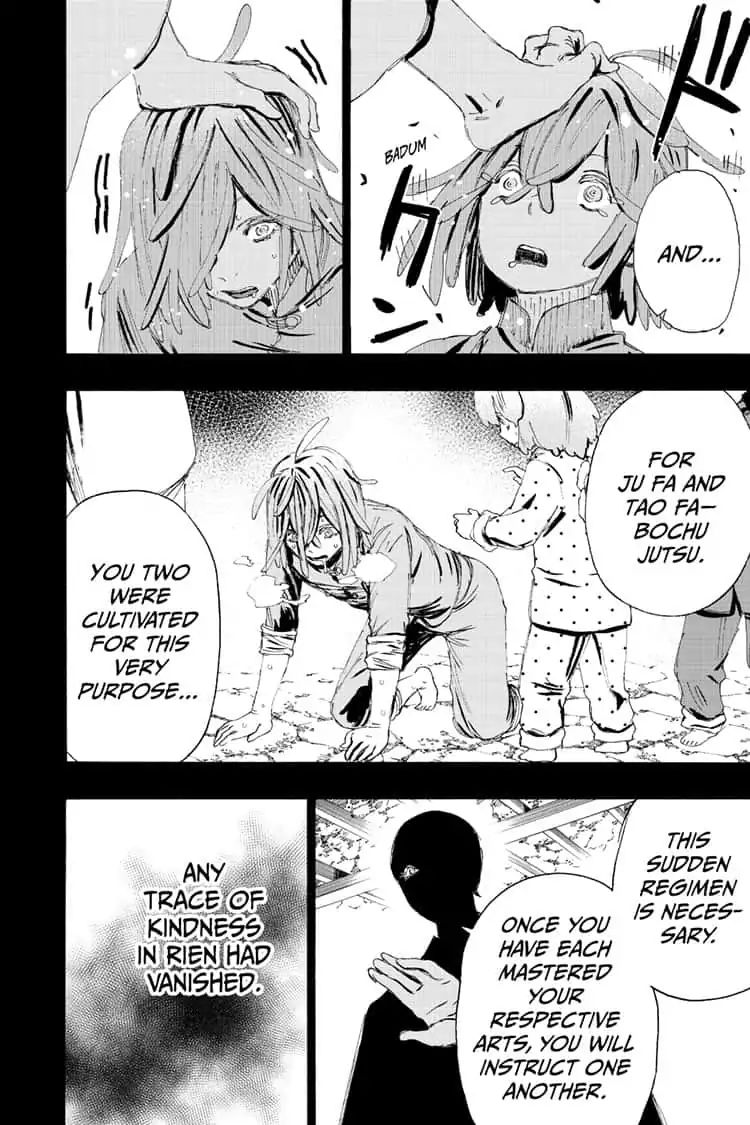 BADUM
ドド
ド
AND...
FOR
JU FA AND
TAO FA—
BOCHU
JUTSU.
YOU TWO
WERE
CULTIVATED
FOR THIS
VERY
PURPOSE...
THIS
SUDDEN
REGIMEN
IS NECES-
SARY.
ONCE YOU
HAVE EACH
MASTERED
YOUR
RESPECTIVE
ARTS, YOU WILL
INSTRUCT ONE
ANOTHER.
ANY
TRACE OF
KINDNESS
IN RIEN HAD
VANISHED.